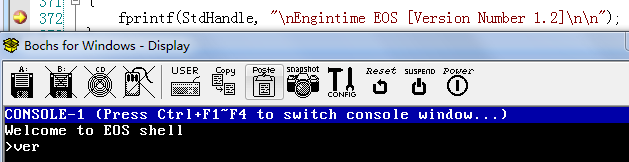 371 {
372 fprintf(StdHandle, "\nEngintime EOS [Version Number 1.2]\n\n");
Bochs for Windows - Display
A: B: CD USER Copy Paste snapshot CONFIG Reset SUSPEND Power
CONSOLE-1 (Press Ctrl+F1~F4 to switch console window...)
Welcome to EOS shell
>ver